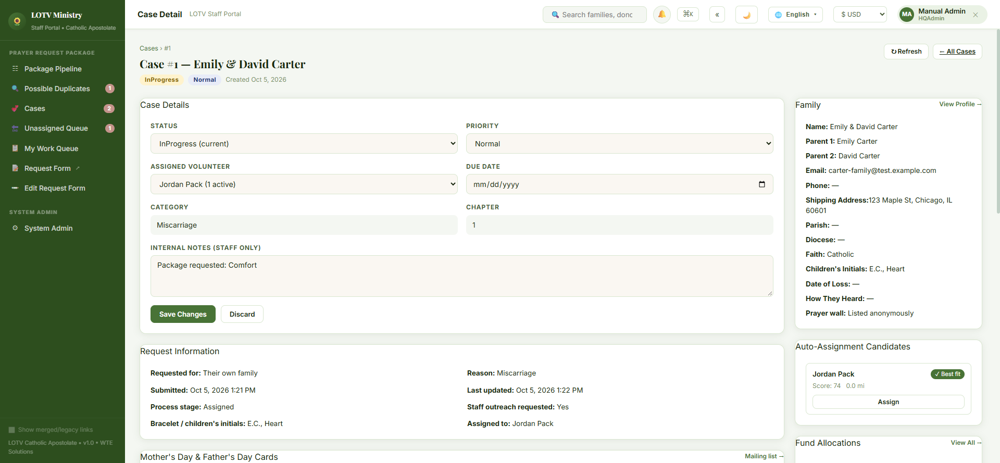 LOTV Ministry
Staff Portal • Catholic Apostolate
PRAYER REQUEST PACKAGE
Package Pipeline
Possible Duplicates 1
Cases 2
Unassigned Queue 1
My Work Queue
Request Form ↗
Edit Request Form
SYSTEM ADMIN
System Admin
Show merged/legacy links
LOTV Catholic Apostolate • v1.0 • WTE
Solutions
Case Detail LOTV Staff Portal
Search families, donc
⌘K
«
English
$ USD
MA
Manual Admin
HQAdmin
Cases › #1
Case #1 — Emily & David Carter
InProgress Normal Created Oct 5, 2026
↻ Refresh
← All Cases
Case Details
STATUS
InProgress (current)
PRIORITY
Normal
ASSIGNED VOLUNTEER
Jordan Pack (1 active)
DUE DATE
mm/dd/yyyy
CATEGORY
Miscarriage
CHAPTER
1
INTERNAL NOTES (STAFF ONLY)
Package requested: Comfort
Save Changes Discard
Request Information
Requested for: Their own family
Reason: Miscarriage
Submitted: Oct 5, 2026 1:21 PM
Last updated: Oct 5, 2026 1:22 PM
Process stage: Assigned
Staff outreach requested: Yes
Bracelet / children's initials: E.C., Heart
Assigned to: Jordan Pack
Mother's Day & Father's Day Cards
Mailing list →
Family
View Profile →
Name: Emily & David Carter
Parent 1: Emily Carter
Parent 2: David Carter
Email: carter-family@test.example.com
Phone: —
Shipping Address:123 Maple St, Chicago, IL
60601
Parish: —
Diocese: —
Faith: Catholic
Children's Initials: E.C., Heart
Date of Loss: —
How They Heard: —
Prayer wall: Listed anonymously
Auto-Assignment Candidates
Jordan Pack
✓ Best fit
Score: 74 0.0 mi
Assign
Fund Allocations
View All →